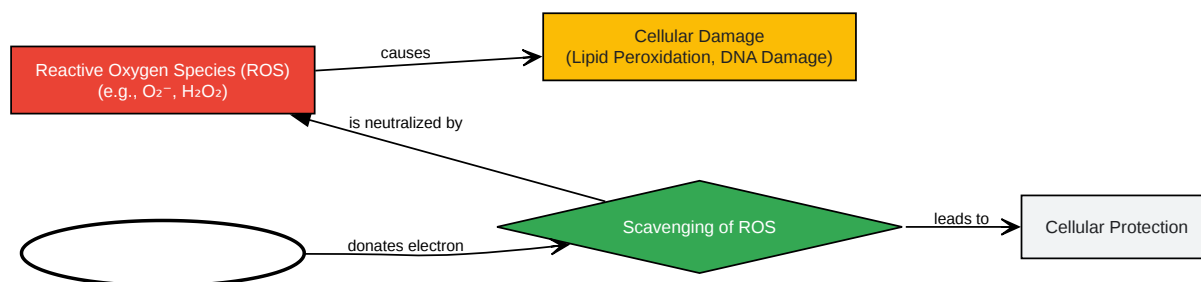 causes
Cellular Damage
(Lipid Peroxidation, DNA Damage)
Reactive Oxygen Species (ROS)
(e.g., O₂⁻, H₂O₂)
is neutralized by
Scavenging of ROS
leads to
Cellular Protection
donates electron